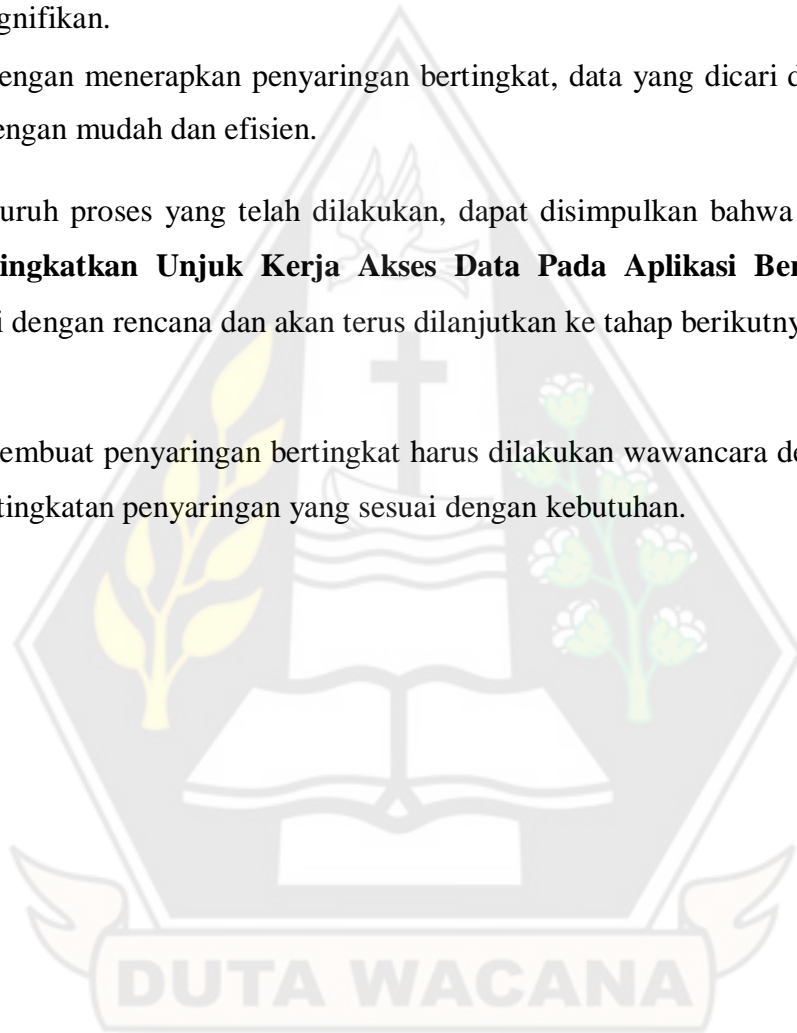 gnifikan.
engan menerapkan penyaringan bertingkat, data yang dicari d
engan mudah dan efisien.
uruh proses yang telah dilakukan, dapat disimpulkan bahwa
ingkatkan Unjuk Kerja Akses Data Pada Aplikasi Ber
i dengan rencana dan akan terus dilanjutkan ke tahap berikutny
embuat penyaringan bertingkat harus dilakukan wawancara de
tingkatan penyaringan yang sesuai dengan kebutuhan.
DUTA WACANA